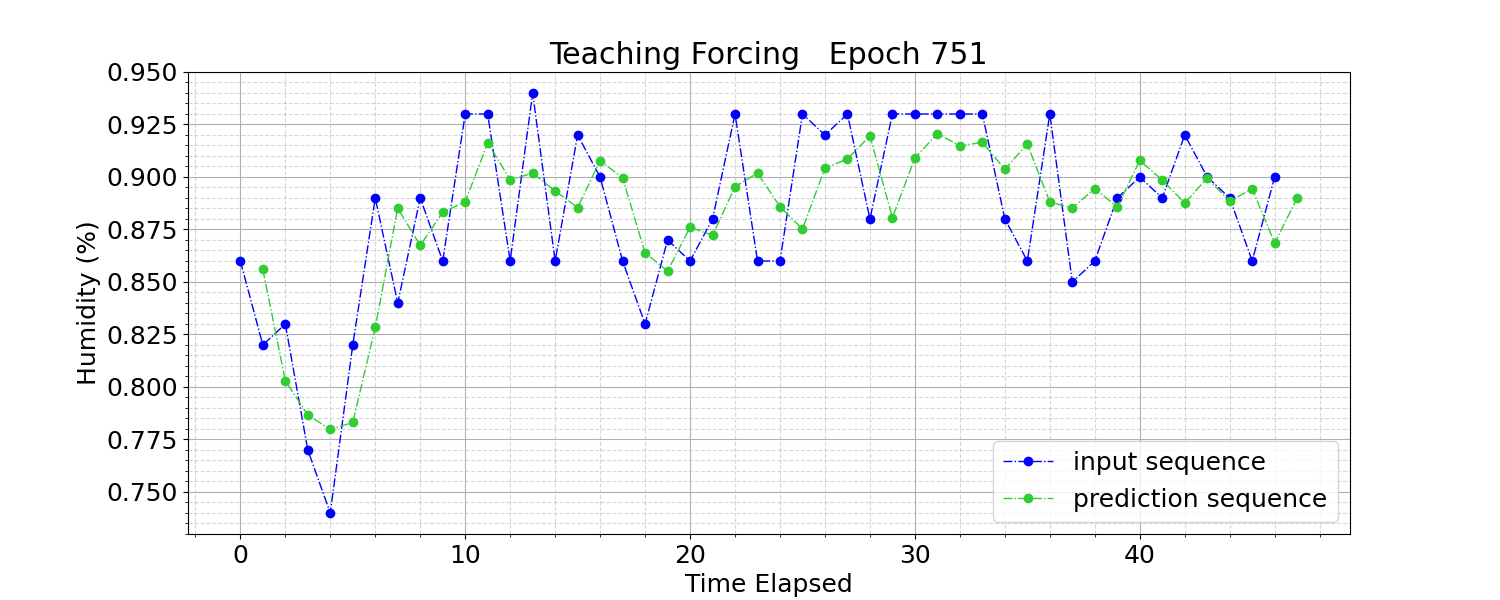 Teaching Forcing   Epoch 751
Humidity (%)
0.950
0.925
0.900
0.875
0.850
0.825
0.800
0.775
0.750
input sequence
prediction sequence
0 10 20 30 40
Time Elapsed